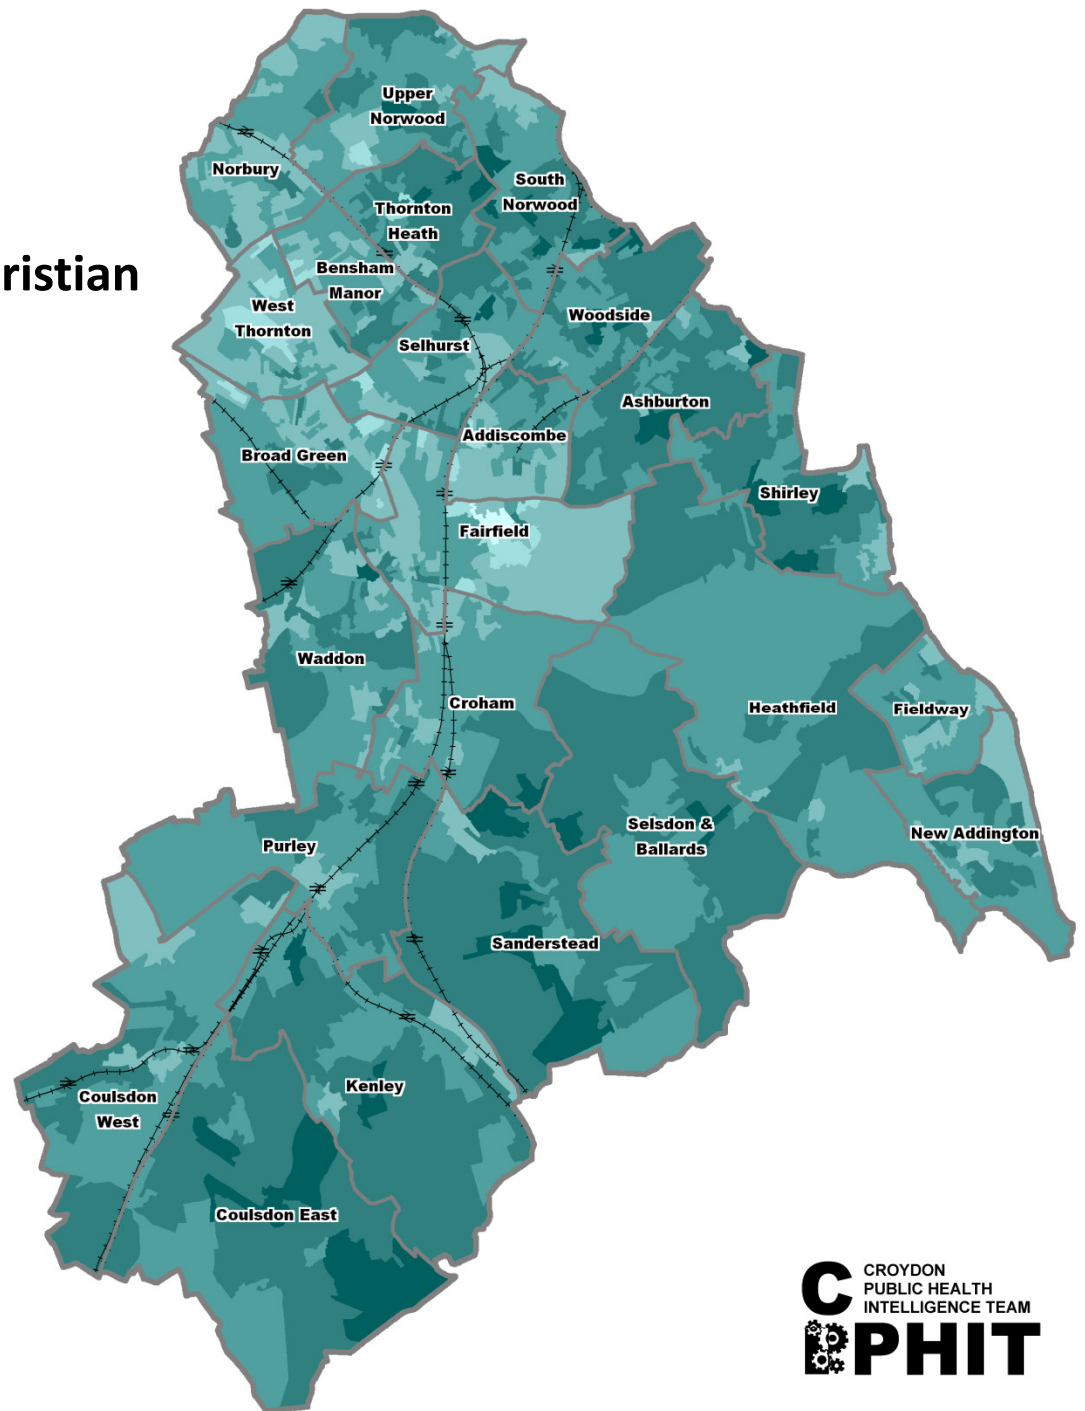 Upper
Norwood
Norbury
South
Norwood
Thornton
Heath
ristian
Bensham
Manor
West
Thornton
Woodside
Selhurst
Ashburton
Addiscombe
Broad Green
Shirley
Fairfield
Waddon
Croham
Heathfield
Fieldway
Selsdon &
Ballards
New Addington
Purley
Sanderstead
Kenley
Coulsdon
West
Coulsdon East
C
CROYDON
PUBLIC HEALTH
INTELLIGENCE TEAM
PHIT